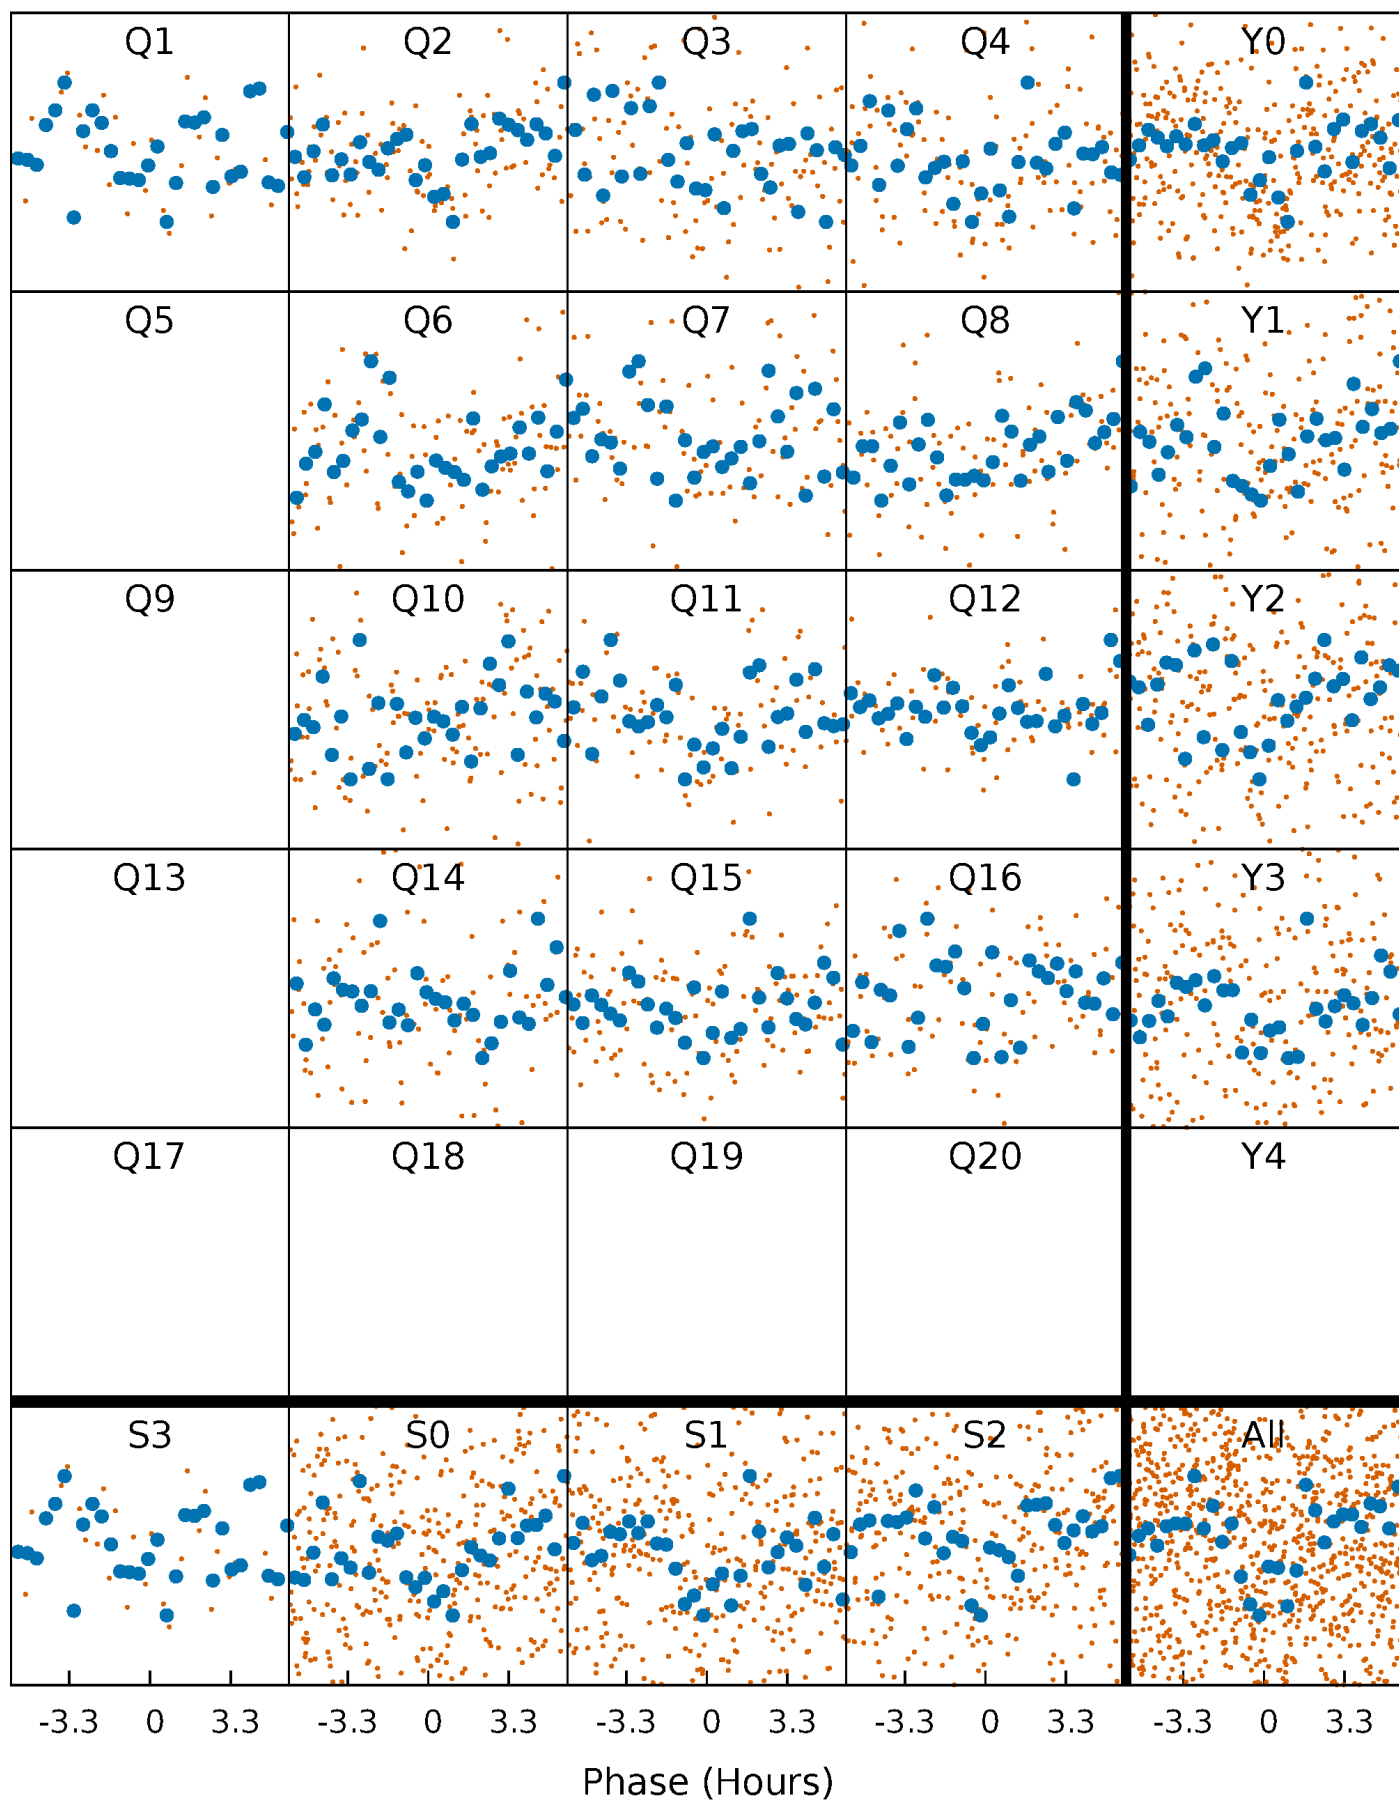 Q1 Q2 Q3 Q4 Y0
Q5 Q6 Q7 Q8 Y1
Q9 Q10 Q11 Q12 Y2
Q13 Q14 Q15 Q16 Y3
Q17 Q18 Q19 Q20 Y4
S3 S0 S1 S2 All
-3.3 0 3.3 -3.3 0 3.3 -3.3 0 3.3 -3.3 0 3.3 -3.3 0 3.3
Phase (Hours)